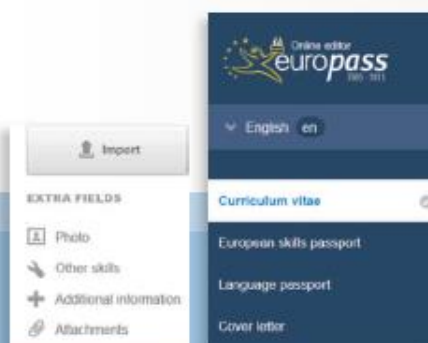 Import
EXTRA FIELDS
Photo
Other skills
Additional information
Attachments
Online editor
europass
English en
Curriculum vitae
European skills passport
Language passport
Cover letter